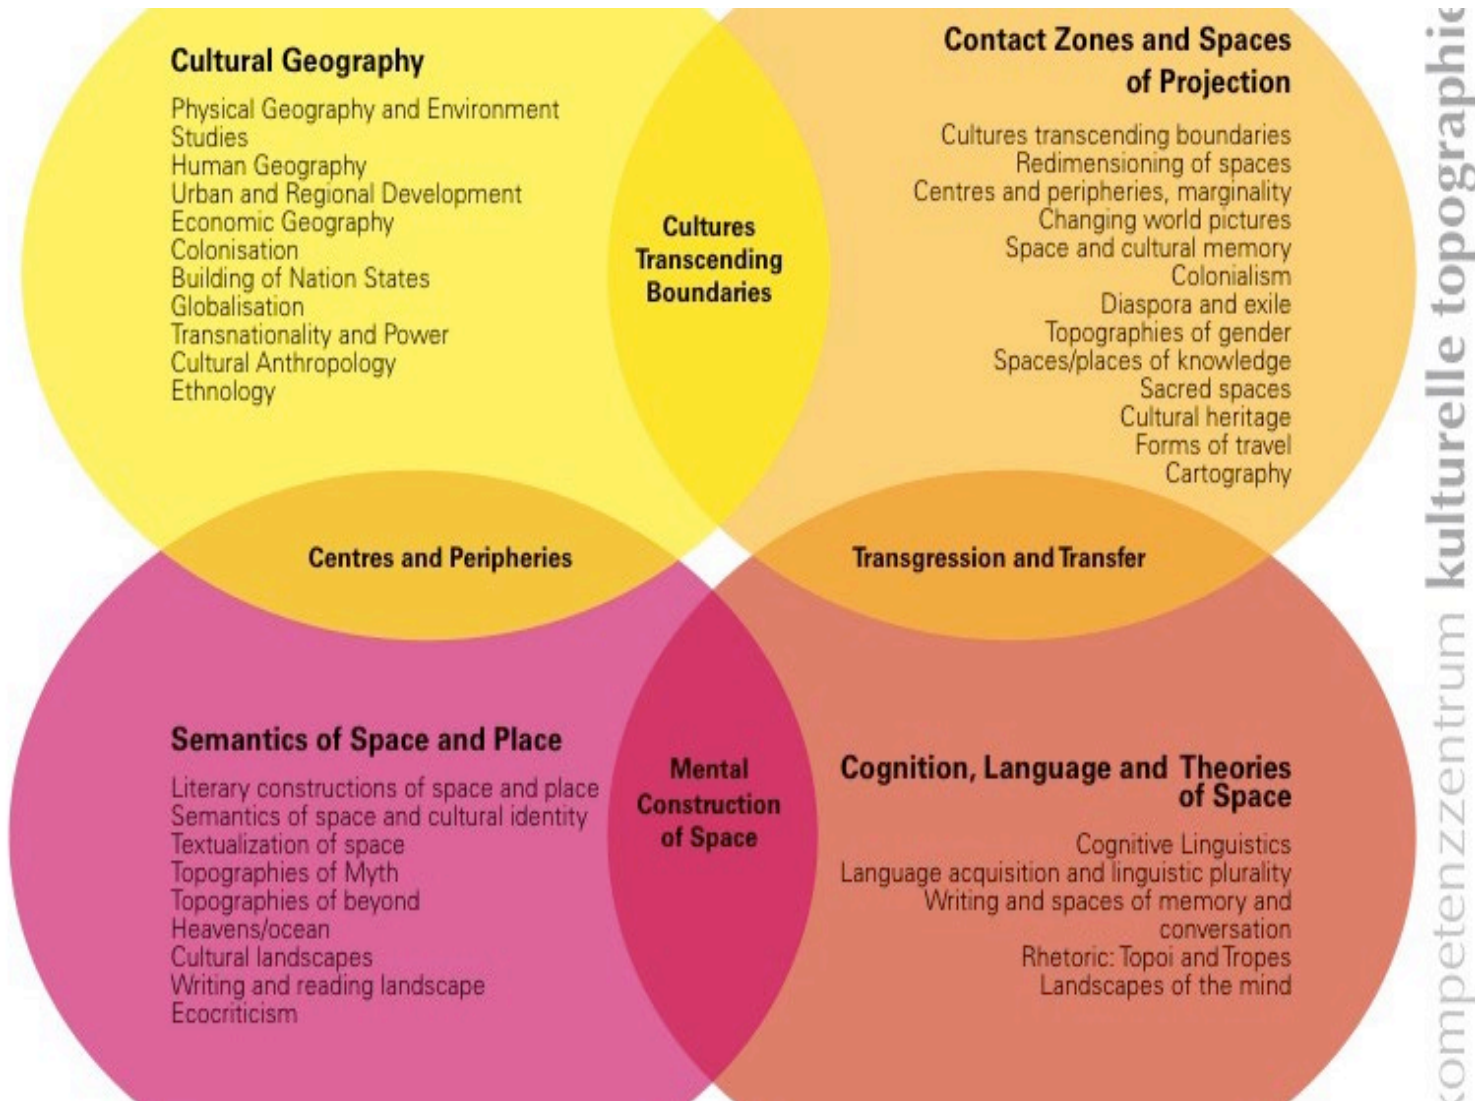 Cultural Geography
Physical Geography and Environment
Studies
Human Geography
Urban and Regional Development
Economic Geography
Colonisation
Building of Nation States
Globalisation
Transnationality and Power
Cultural Anthropology
Ethnology
Cultures
Transcending
Boundaries
Contact Zones and Spaces
of Projection
Cultures transcending boundaries
Redimensioning of spaces
Centres and peripheries, marginality
Changing world pictures
Space and cultural memory
Colonialism
Diaspora and exile
Topographies of gender
Spaces/places of knowledge
Sacred spaces
Cultural heritage
Forms of travel
Cartography
Centres and Peripheries
Transgression and Transfer
Semantics of Space and Place
Literary constructions of space and place
Semantics of space and cultural identity
Textualization of space
Topographies of Myth
Topographies of beyond
Heavens/ocean
Cultural landscapes
Writing and reading landscape
Ecocriticism
Mental
Construction
of Space
Cognition, Language and Theories
of Space
Cognitive Linguistics
Language acquisition and linguistic plurality
Writing and spaces of memory and
conversation
Rhetoric: Topoi and Tropes
Landscapes of the mind
kompetenzzentrum kulturelle topographie